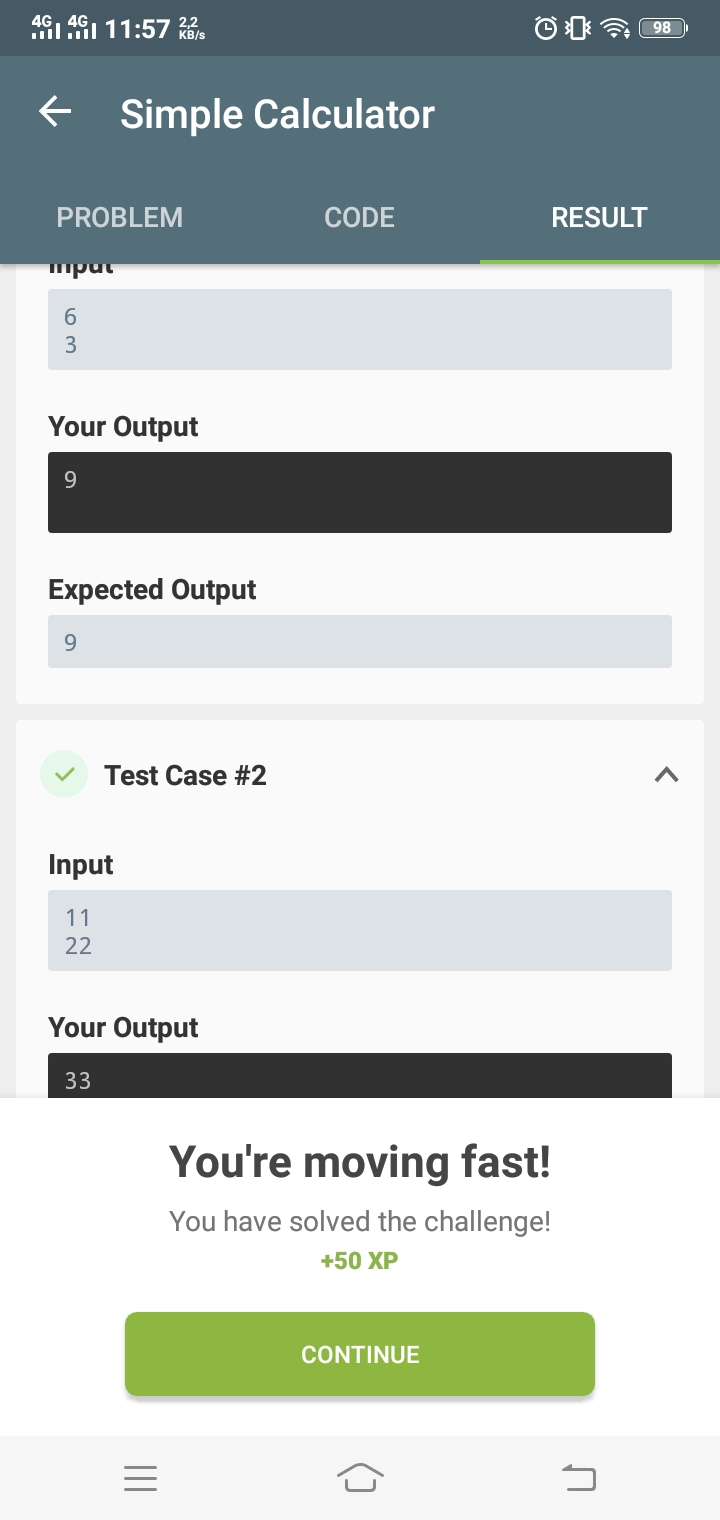 4G 4G 11:57 2,2 KB/s 98
Simple Calculator
PROBLEM CODE RESULT
Input
6
3
Your Output
9
Expected Output
9
Test Case #2
Input
11
22
Your Output
33
You're moving fast!
You have solved the challenge!
+50 XP
CONTINUE